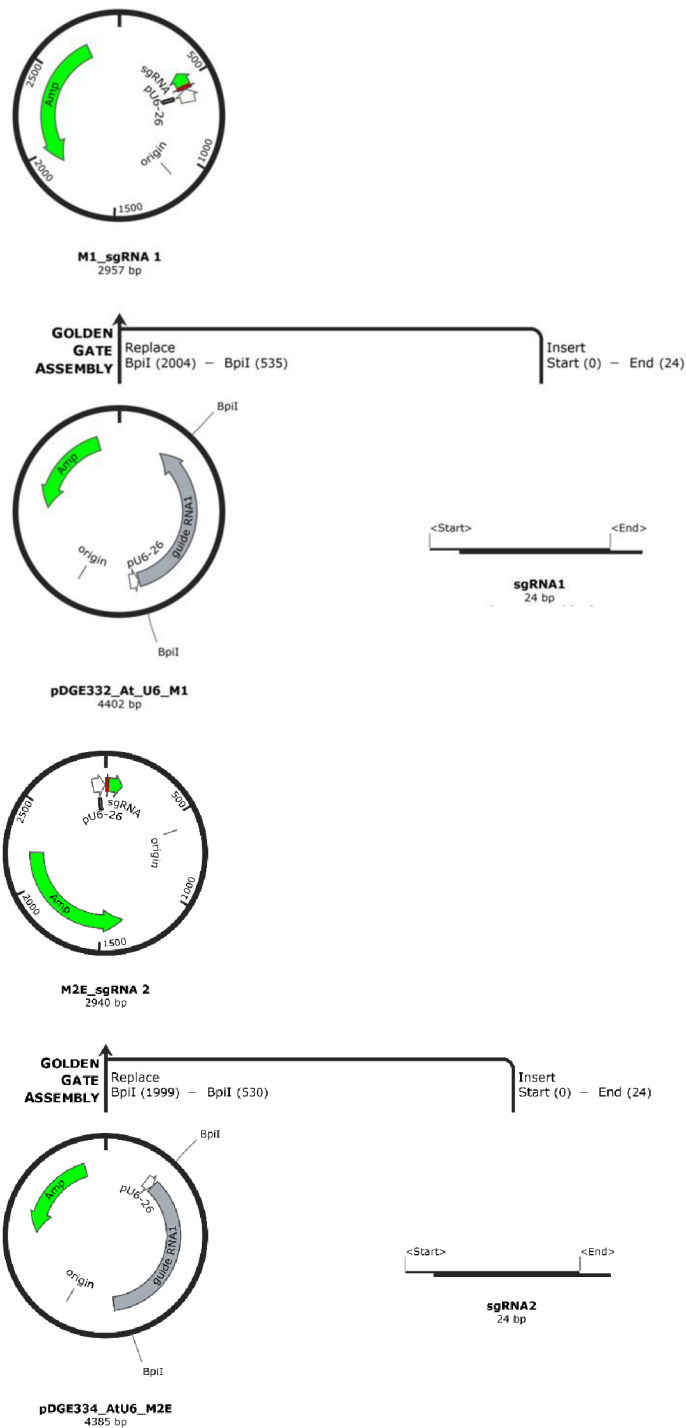 500
2500
sgRNA
Amp
pU6-26
origin
1000
2000
1500
M1_sgRNA 1
2957 bp
GOLDEN
GATE
ASSEMBLY
Replace
BpiI (2004) – BpiI (535)
Insert
Start (0) – End (24)
BpiI
Amp
guide RNA1
origin
pU6-26
BpiI
<Start>
<End>
sgRNA1
24 bp
pDGE332_At_U6_M1
4402 bp
2500
500
sgRNA
pU6-26
origin
Amp
2000
1000
1500
M2E_sgRNA 2
2940 bp
GOLDEN
GATE
ASSEMBLY
Replace
BpiI (1999) – BpiI (530)
Insert
Start (0) – End (24)
BpiI
Amp
pU6-26
guide RNA1
origin
BpiI
<Start>
<End>
sgRNA2
24 bp
pDGE334_AtU6_M2E
4385 bp